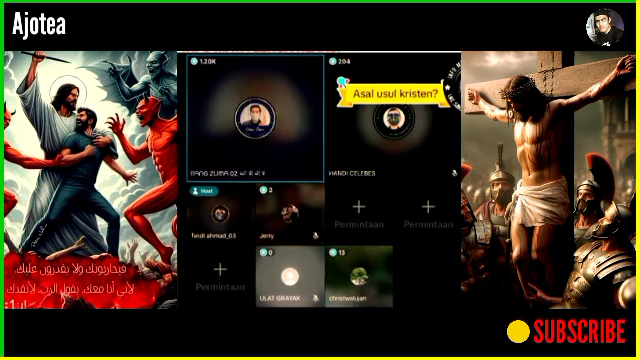 Ajotea
1.20K
204
Asal usul kristen?
BANG ZUMA 02
HANDI CELEBES
Host
2
fandi ahmad_03
Jerry
Permintaan
Permintaan
Permintaan
0
13
ULAT GRAYAK
christwalujan
فيحاربونك ولا يقدرون عليك،
لأني أنا معك، يقول الرب، لأنقذك
SUBSCRIBE